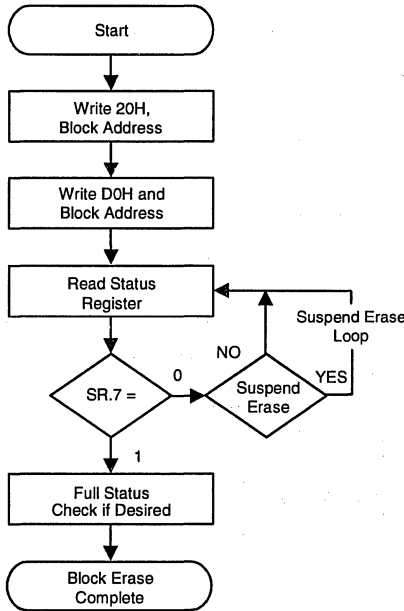 Start
Write 20H,
Block Address
Write D0H and
Block Address
Read Status
Register
Suspend Erase
Loop
NO
YES
SR.7 =
0
Suspend
Erase
1
Full Status
Check if Desired
Block Erase
Complete